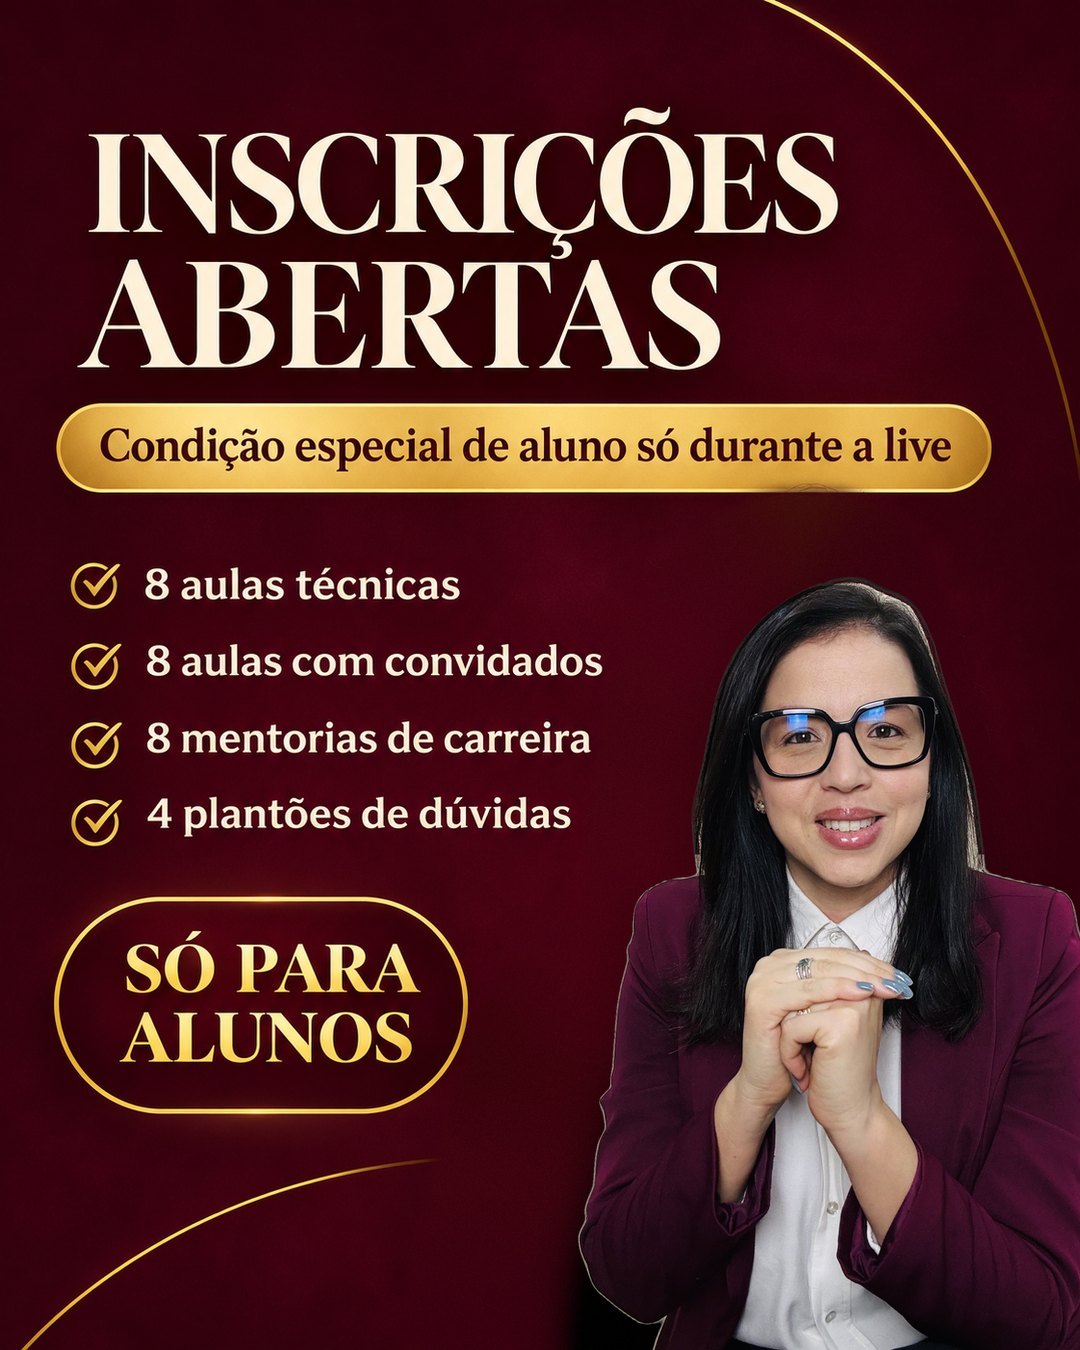 INSCRIÇÕES
ABERTAS
Condição especial de aluno só durante a live
8 aulas técnicas
8 aulas com convidados
8 mentorias de carreira
4 plantões de dúvidas
SÓ PARA
ALUNOS